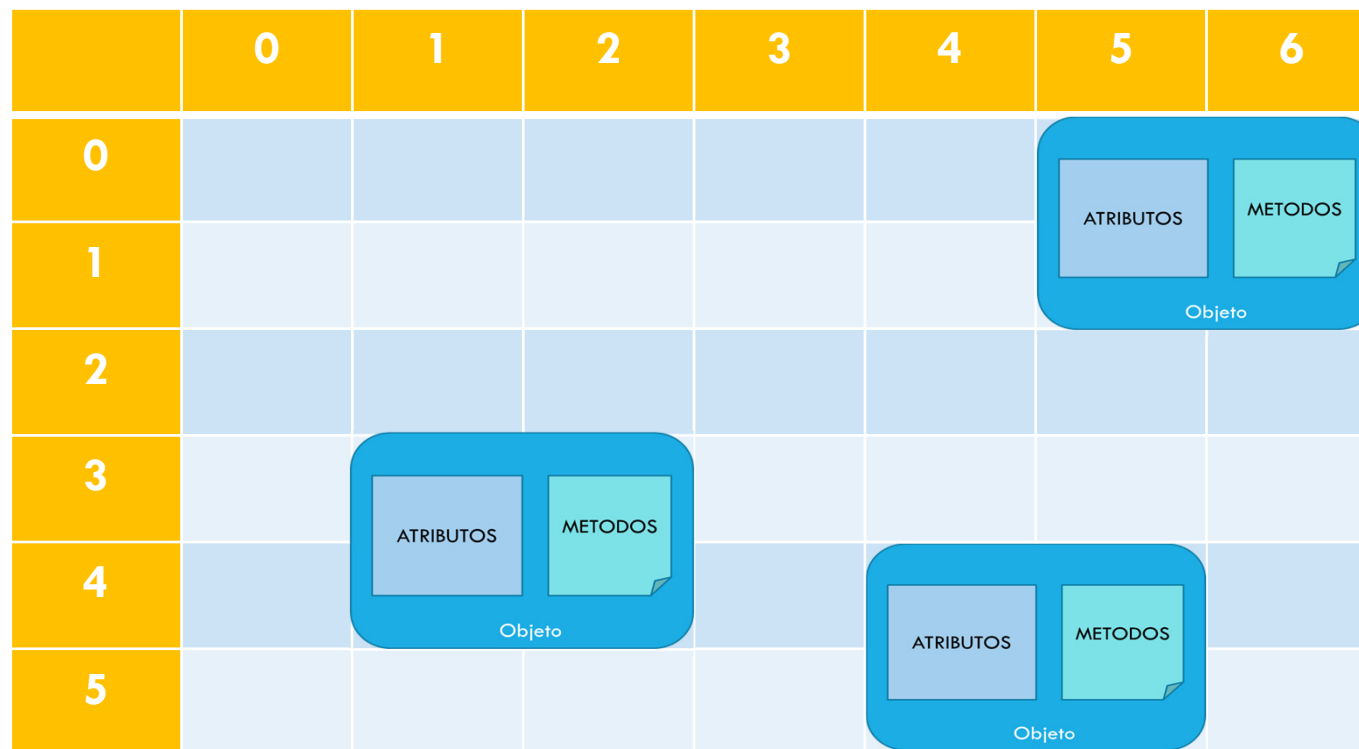 0 1 2 3 4 5 6
0
ATRIBUTOS METODOS
1
Objeto
2
3
ATRIBUTOS METODOS
4
Objeto
ATRIBUTOS METODOS
5
Objeto